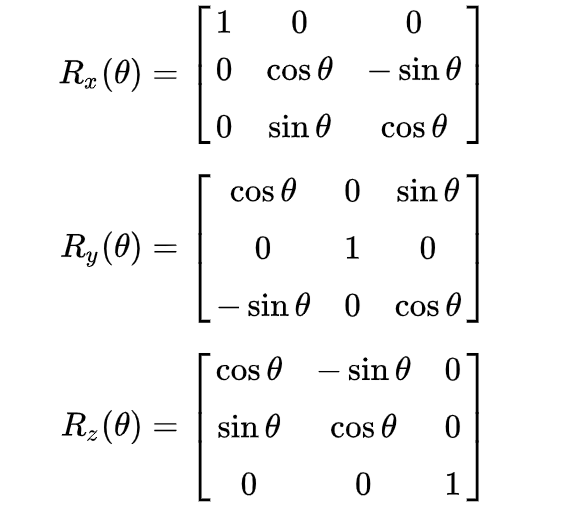 1 0 0
R_x(θ) = 0 cos θ − sin θ
0 sin θ cos θ
cos θ 0 sin θ
R_y(θ) = 0 1 0
− sin θ 0 cos θ
cos θ − sin θ 0
R_z(θ) = sin θ cos θ 0
0 0 1